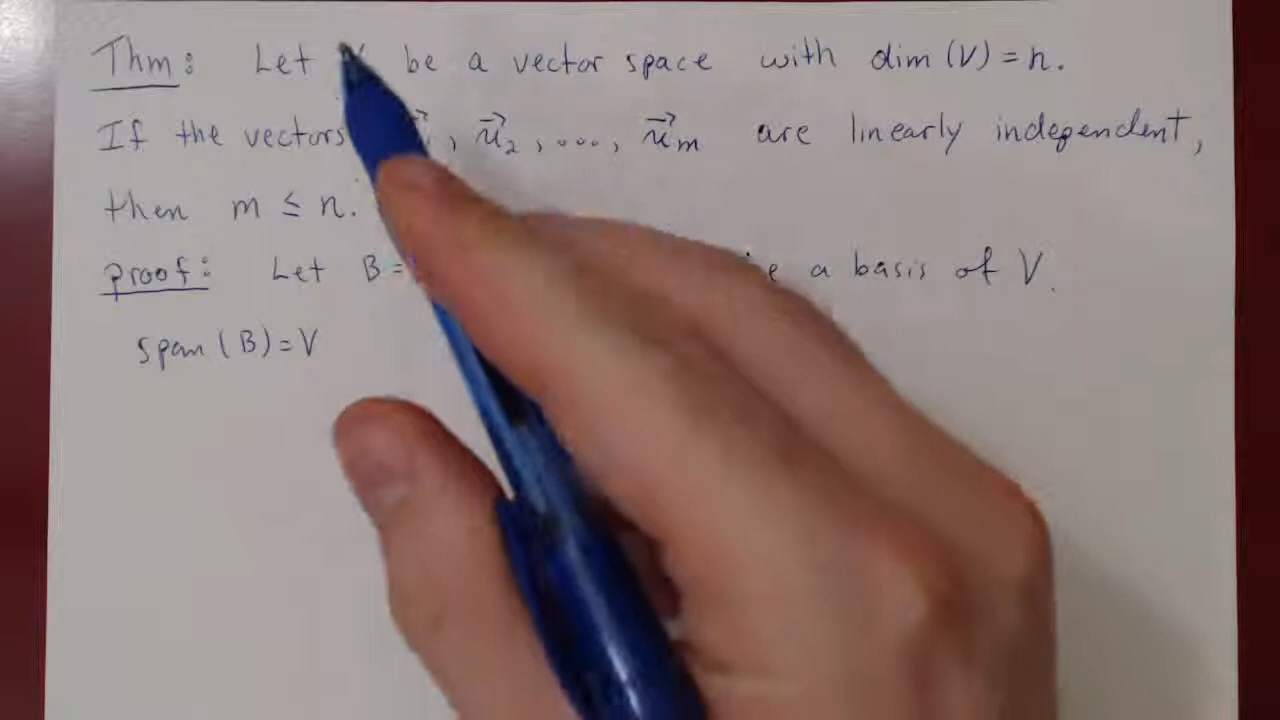 Thm: Let V be a vector space with dim (V) = n.
If the vectors , u⃗₂, ..., u⃗ₘ are linearly independent,
then m ≤ n.
proof: Let B = a basis of V.
span (B) = V